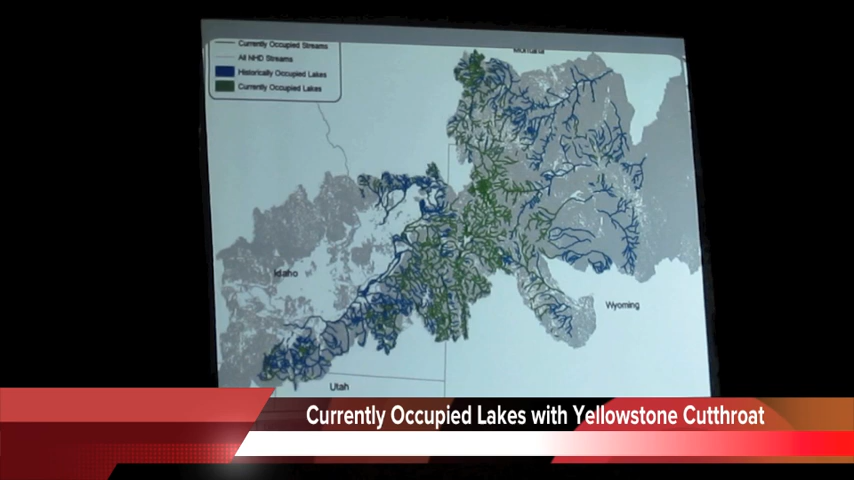 Montana
Currently Occupied Streams
All NHD Streams
Historically Occupied Lakes
Currently Occupied Lakes
Idaho
Wyoming
Utah
Currently Occupied Lakes with Yellowstone Cutthroat